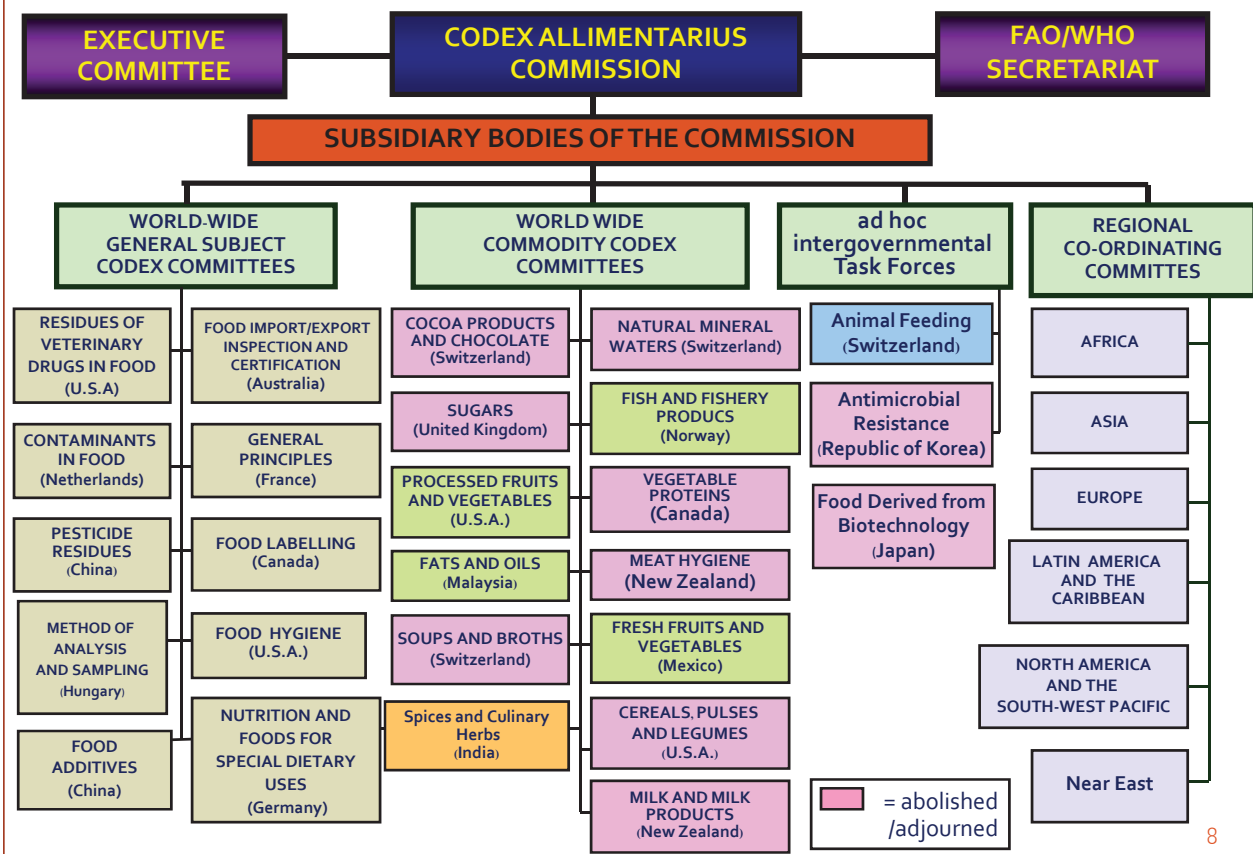 EXECUTIVE
COMMITTEE
CODEX ALLIMENTARIUS
COMMISSION
FAO/WHO
SECRETARIAT
SUBSIDIARY BODIES OF THE COMMISSION
WORLD-WIDE
GENERAL SUBJECT
CODEX COMMITTEES
RESIDUES OF
VETERINARY
DRUGS IN FOOD
(U.S.A)
FOOD IMPORT/EXPORT
INSPECTION AND
CERTIFICATION
(Australia)
CONTAMINANTS
IN FOOD
(Netherlands)
GENERAL
PRINCIPLES
(France)
PESTICIDE
RESIDUES
(China)
FOOD LABELLING
(Canada)
METHOD OF
ANALYSIS
AND SAMPLING
(Hungary)
FOOD HYGIENE
(U.S.A.)
FOOD
ADDITIVES
(China)
NUTRITION AND
FOODS FOR
SPECIAL DIETARY
USES
(Germany)
WORLD WIDE
COMMODITY CODEX
COMMITTEES
COCOA PRODUCTS
AND CHOCOLATE
(Switzerland)
NATURAL MINERAL
WATERS (Switzerland)
SUGARS
(United Kingdom)
FISH AND FISHERY
PRODUCS
(Norway)
PROCESSED FRUITS
AND VEGETABLES
(U.S.A.)
VEGETABLE
PROTEINS
(Canada)
FATS AND OILS
(Malaysia)
MEAT HYGIENE
(New Zealand)
SOUPS AND BROTHS
(Switzerland)
FRESH FRUITS AND
VEGETABLES
(Mexico)
Spices and Culinary
Herbs
(India)
CEREALS, PULSES
AND LEGUMES
(U.S.A.)
MILK AND MILK
PRODUCTS
(New Zealand)
ad hoc
intergovernmental
Task Forces
Animal Feeding
(Switzerland)
Antimicrobial
Resistance
(Republic of Korea)
Food Derived from
Biotechnology
(Japan)
REGIONAL
CO-ORDINATING
COMMITTES
AFRICA
ASIA
EUROPE
LATIN AMERICA
AND THE
CARIBBEAN
NORTH AMERICA
AND THE
SOUTH-WEST PACIFIC
Near East
= abolished
/adjourned
8